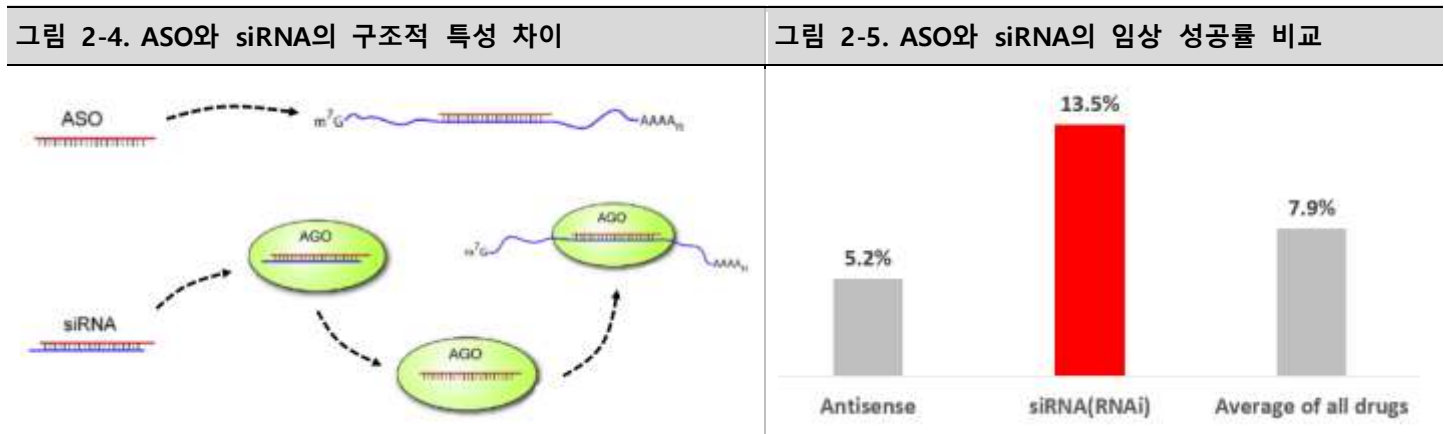 그림 2-4. ASO와 siRNA의 구조적 특성 차이
ASO
m⁷G
AAAAₙ
AGO
AGO
m⁷G
AAAAₙ
siRNA
AGO
그림 2-5. ASO와 siRNA의 임상 성공률 비교
13.5%
7.9%
5.2%
Antisense
siRNA(RNAi)
Average of all drugs